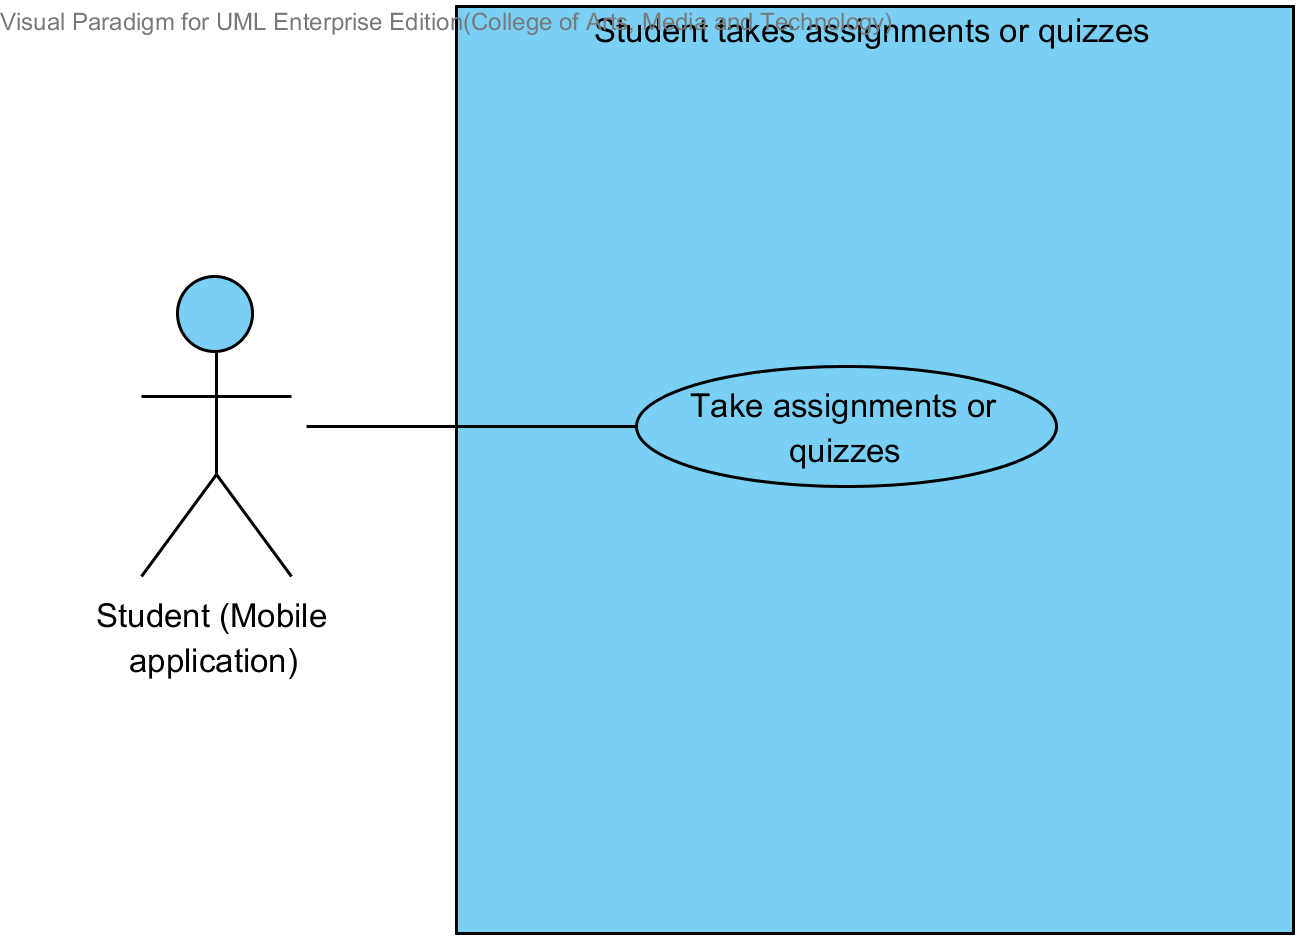 Visual Paradigm for UML Enterprise Edition(College of Arts, Media and Technology)
Student takes assignments or quizzes
Take assignments or
quizzes
Student (Mobile
application)